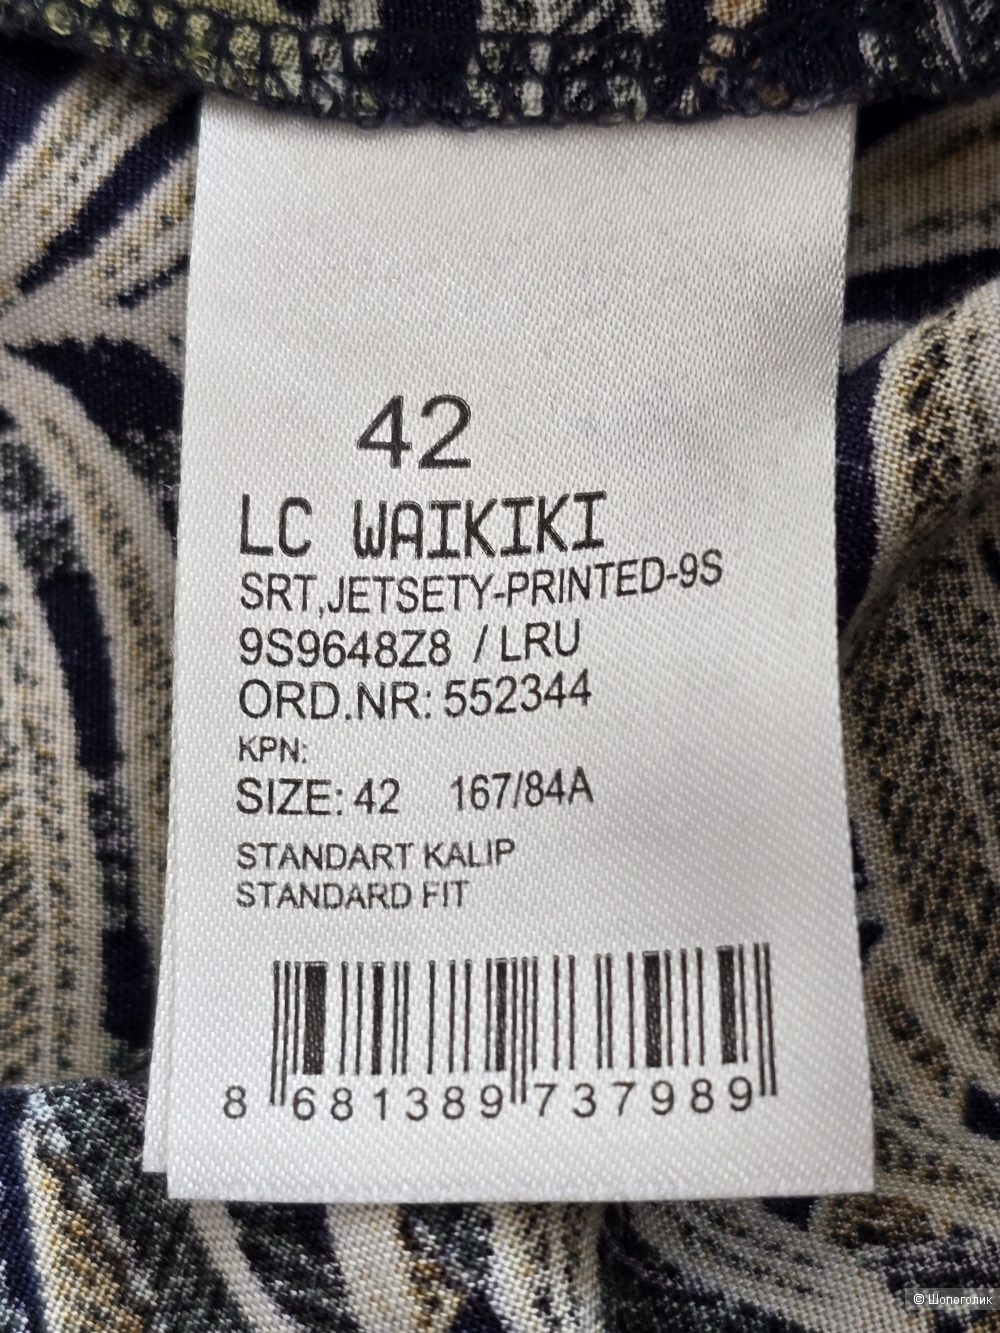 42
LC WAIKIKI
SRT,JETSETY-PRINTED-9S
9S9648Z8 / LRU
ORD.NR: 552344
KPN:
SIZE: 42 167/84A
STANDART KALIP
STANDARD FIT
8 681389 737989
© Шопоголик